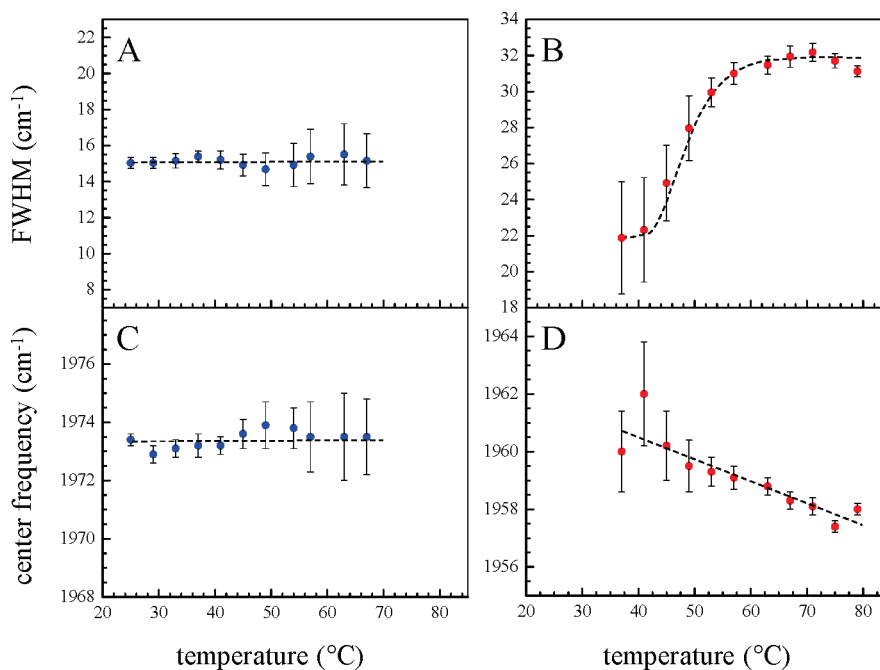 A
FWHM (cm-1)
22
20
18
16
14
12
10
8
B
34
32
30
28
26
24
22
20
18
C
center frequency (cm-1)
1976
1974
1972
1970
1968
20 30 40 50 60 70 80
temperature (°C)
D
1964
1962
1960
1958
1956
20 30 40 50 60 70 80
temperature (°C)